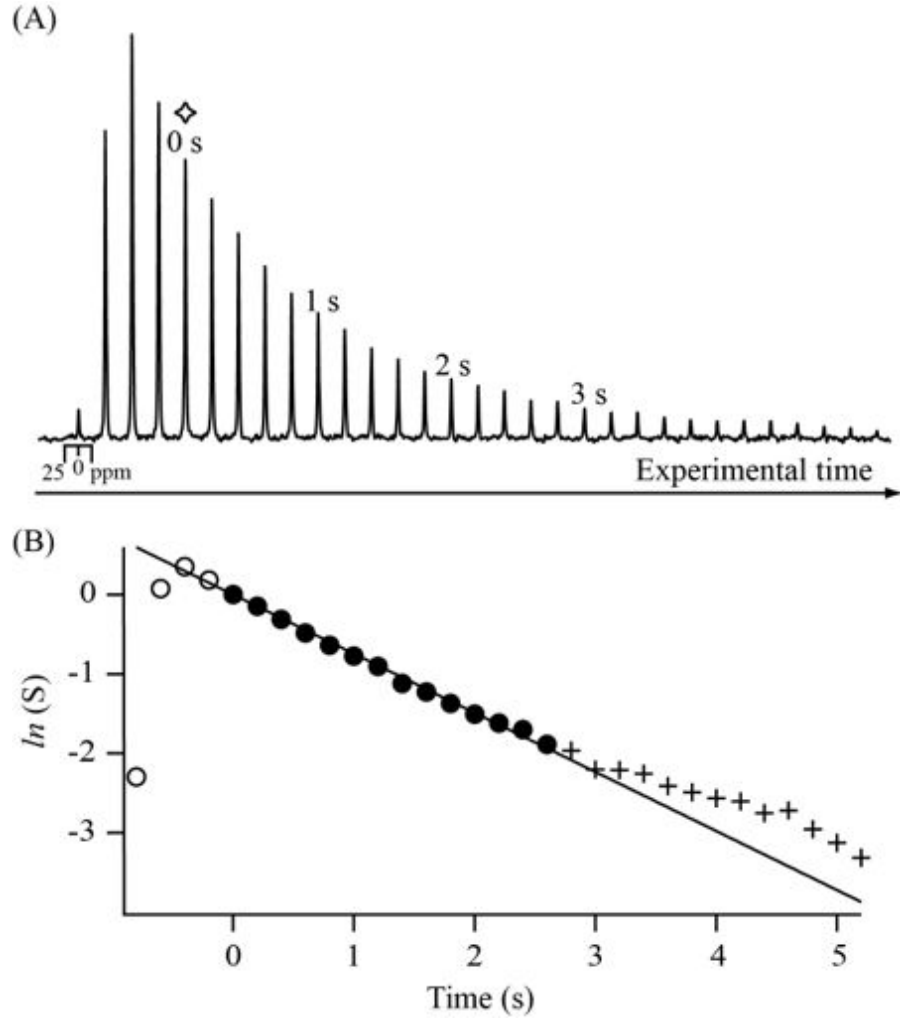 (A)
0 s
1 s
2 s
3 s
25 0 ppm
Experimental time
(B)
ln (S)
0
-1
-2
-3
0 1 2 3 4 5
Time (s)